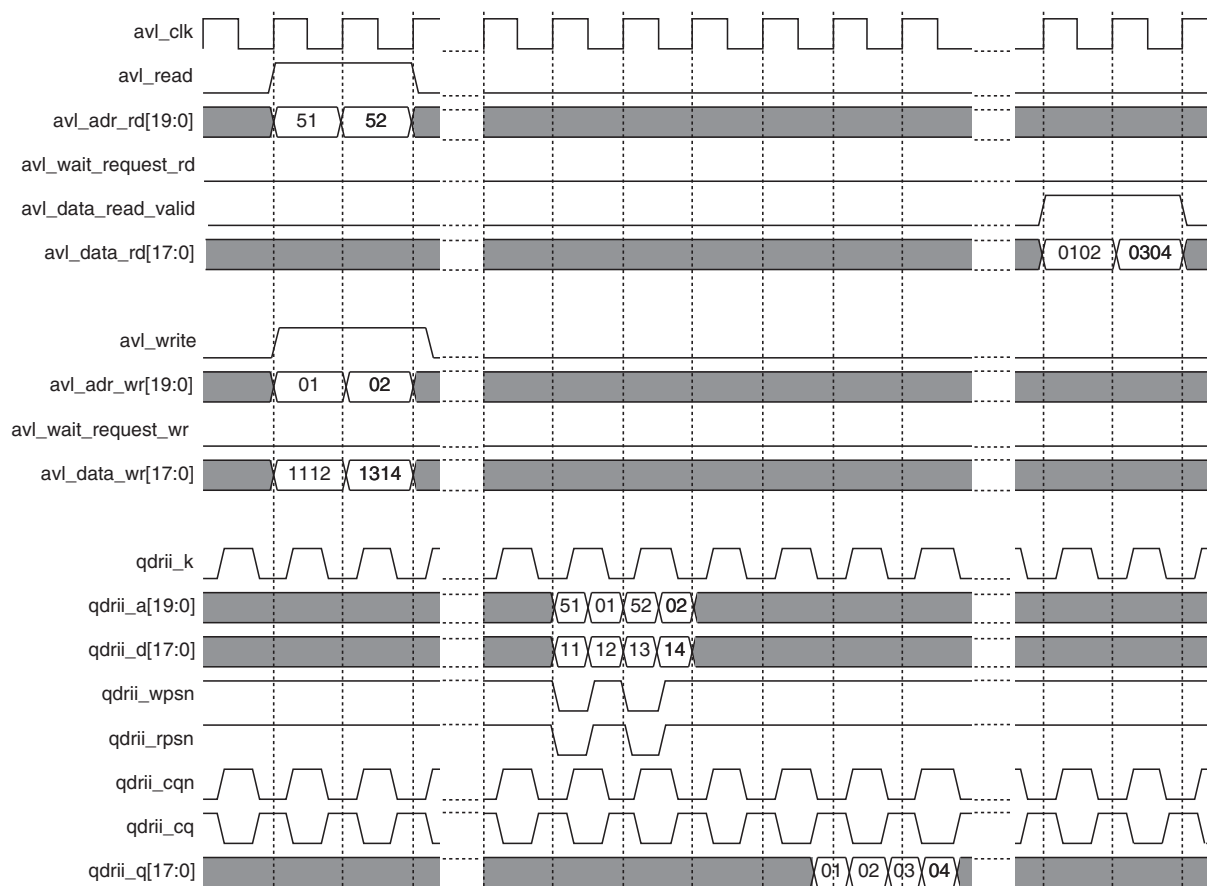 avl_clk
avl_read
avl_adr_rd[19:0] 51 52
avl_wait_request_rd
avl_data_read_valid
avl_data_rd[17:0] 0102 0304
avl_write
avl_adr_wr[19:0] 01 02
avl_wait_request_wr
avl_data_wr[17:0] 1112 1314
qdrii_k
qdrii_a[19:0] 51 01 52 02
qdrii_d[17:0] 11 12 13 14
qdrii_wpsn
qdrii_rpsn
qdrii_cqn
qdrii_cq
qdrii_q[17:0] 01 02 03 04